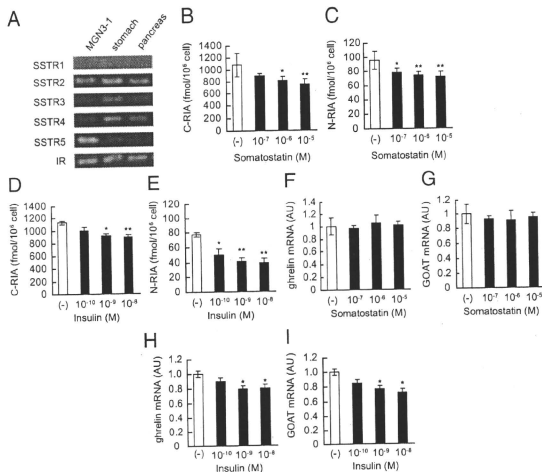 A
MGN3-1
stomach
pancreas
SSTR1
SSTR2
SSTR3
SSTR4
SSTR5
IR
B
C-RIA (fmol/10⁶ cell)
1400
1200
1000
800
600
400
200
0
* **
(-) 10⁻⁷ 10⁻⁶ 10⁻⁵
Somatostatin (M)
C
N-RIA (fmol/10⁶ cell)
120
100
80
60
40
20
0
* ** **
(-) 10⁻⁷ 10⁻⁶ 10⁻⁵
Somatostatin (M)
D
C-RIA (fmol/10⁶ cell)
1400
1200
1000
800
600
400
200
0
* **
(-) 10⁻¹⁰ 10⁻⁹ 10⁻⁸
Insulin (M)
E
N-RIA (fmol/10⁶ cell)
120
100
80
60
40
20
0
* ** **
(-) 10⁻¹⁰ 10⁻⁹ 10⁻⁸
Insulin (M)
F
ghrelin mRNA (AU)
1.4
1.2
1
0.8
0.6
0.4
0.2
0
(-) 10⁻⁷ 10⁻⁶ 10⁻⁵
Somatostatin (M)
G
GOAT mRNA (AU)
1.2
1.0
0.8
0.6
0.4
0.2
0
(-) 10⁻⁷ 10⁻⁶ 10⁻⁵
Somatostatin (M)
H
ghrelin mRNA (AU)
1.2
1
0.8
0.6
0.4
0.2
0
* *
(-) 10⁻¹⁰ 10⁻⁹ 10⁻⁸
Insulin (M)
I
GOAT mRNA (AU)
1.2
1.0
0.8
0.6
0.4
0.2
0
* *
(-) 10⁻¹⁰ 10⁻⁹ 10⁻⁸
Insulin (M)